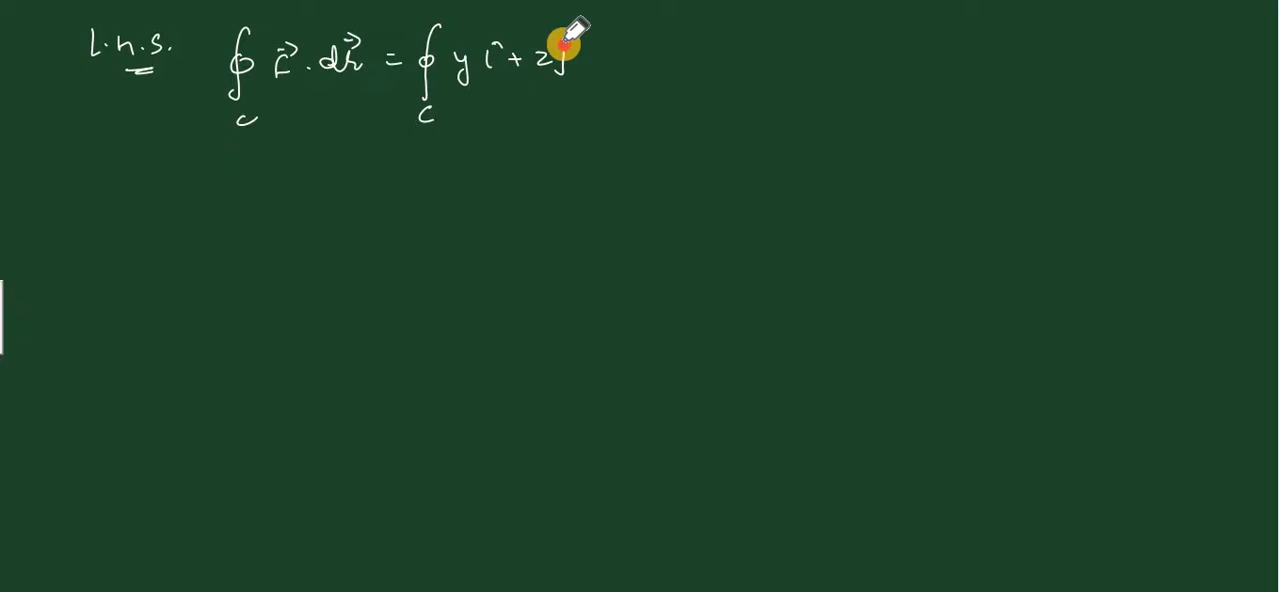 L.H.S. ∮_C F⃗ . dr⃗ = ∮_C y î + z j